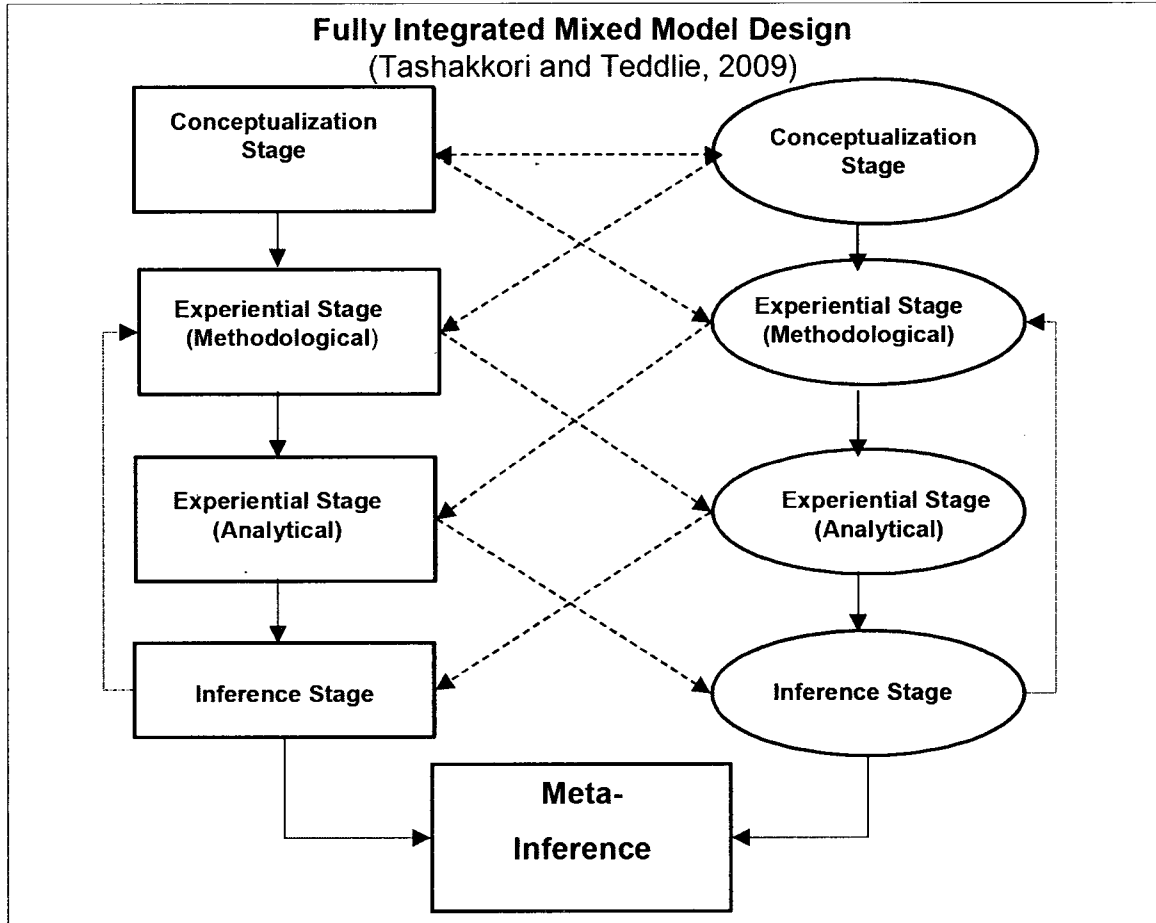 Fully Integrated Mixed Model Design
(Tashakkori and Teddlie, 2009)
Conceptualization
Stage
Conceptualization
Stage
Experiential Stage
(Methodological)
Experiential Stage
(Methodological)
Experiential Stage
(Analytical)
Experiential Stage
(Analytical)
Inference Stage
Inference Stage
Meta-
Inference